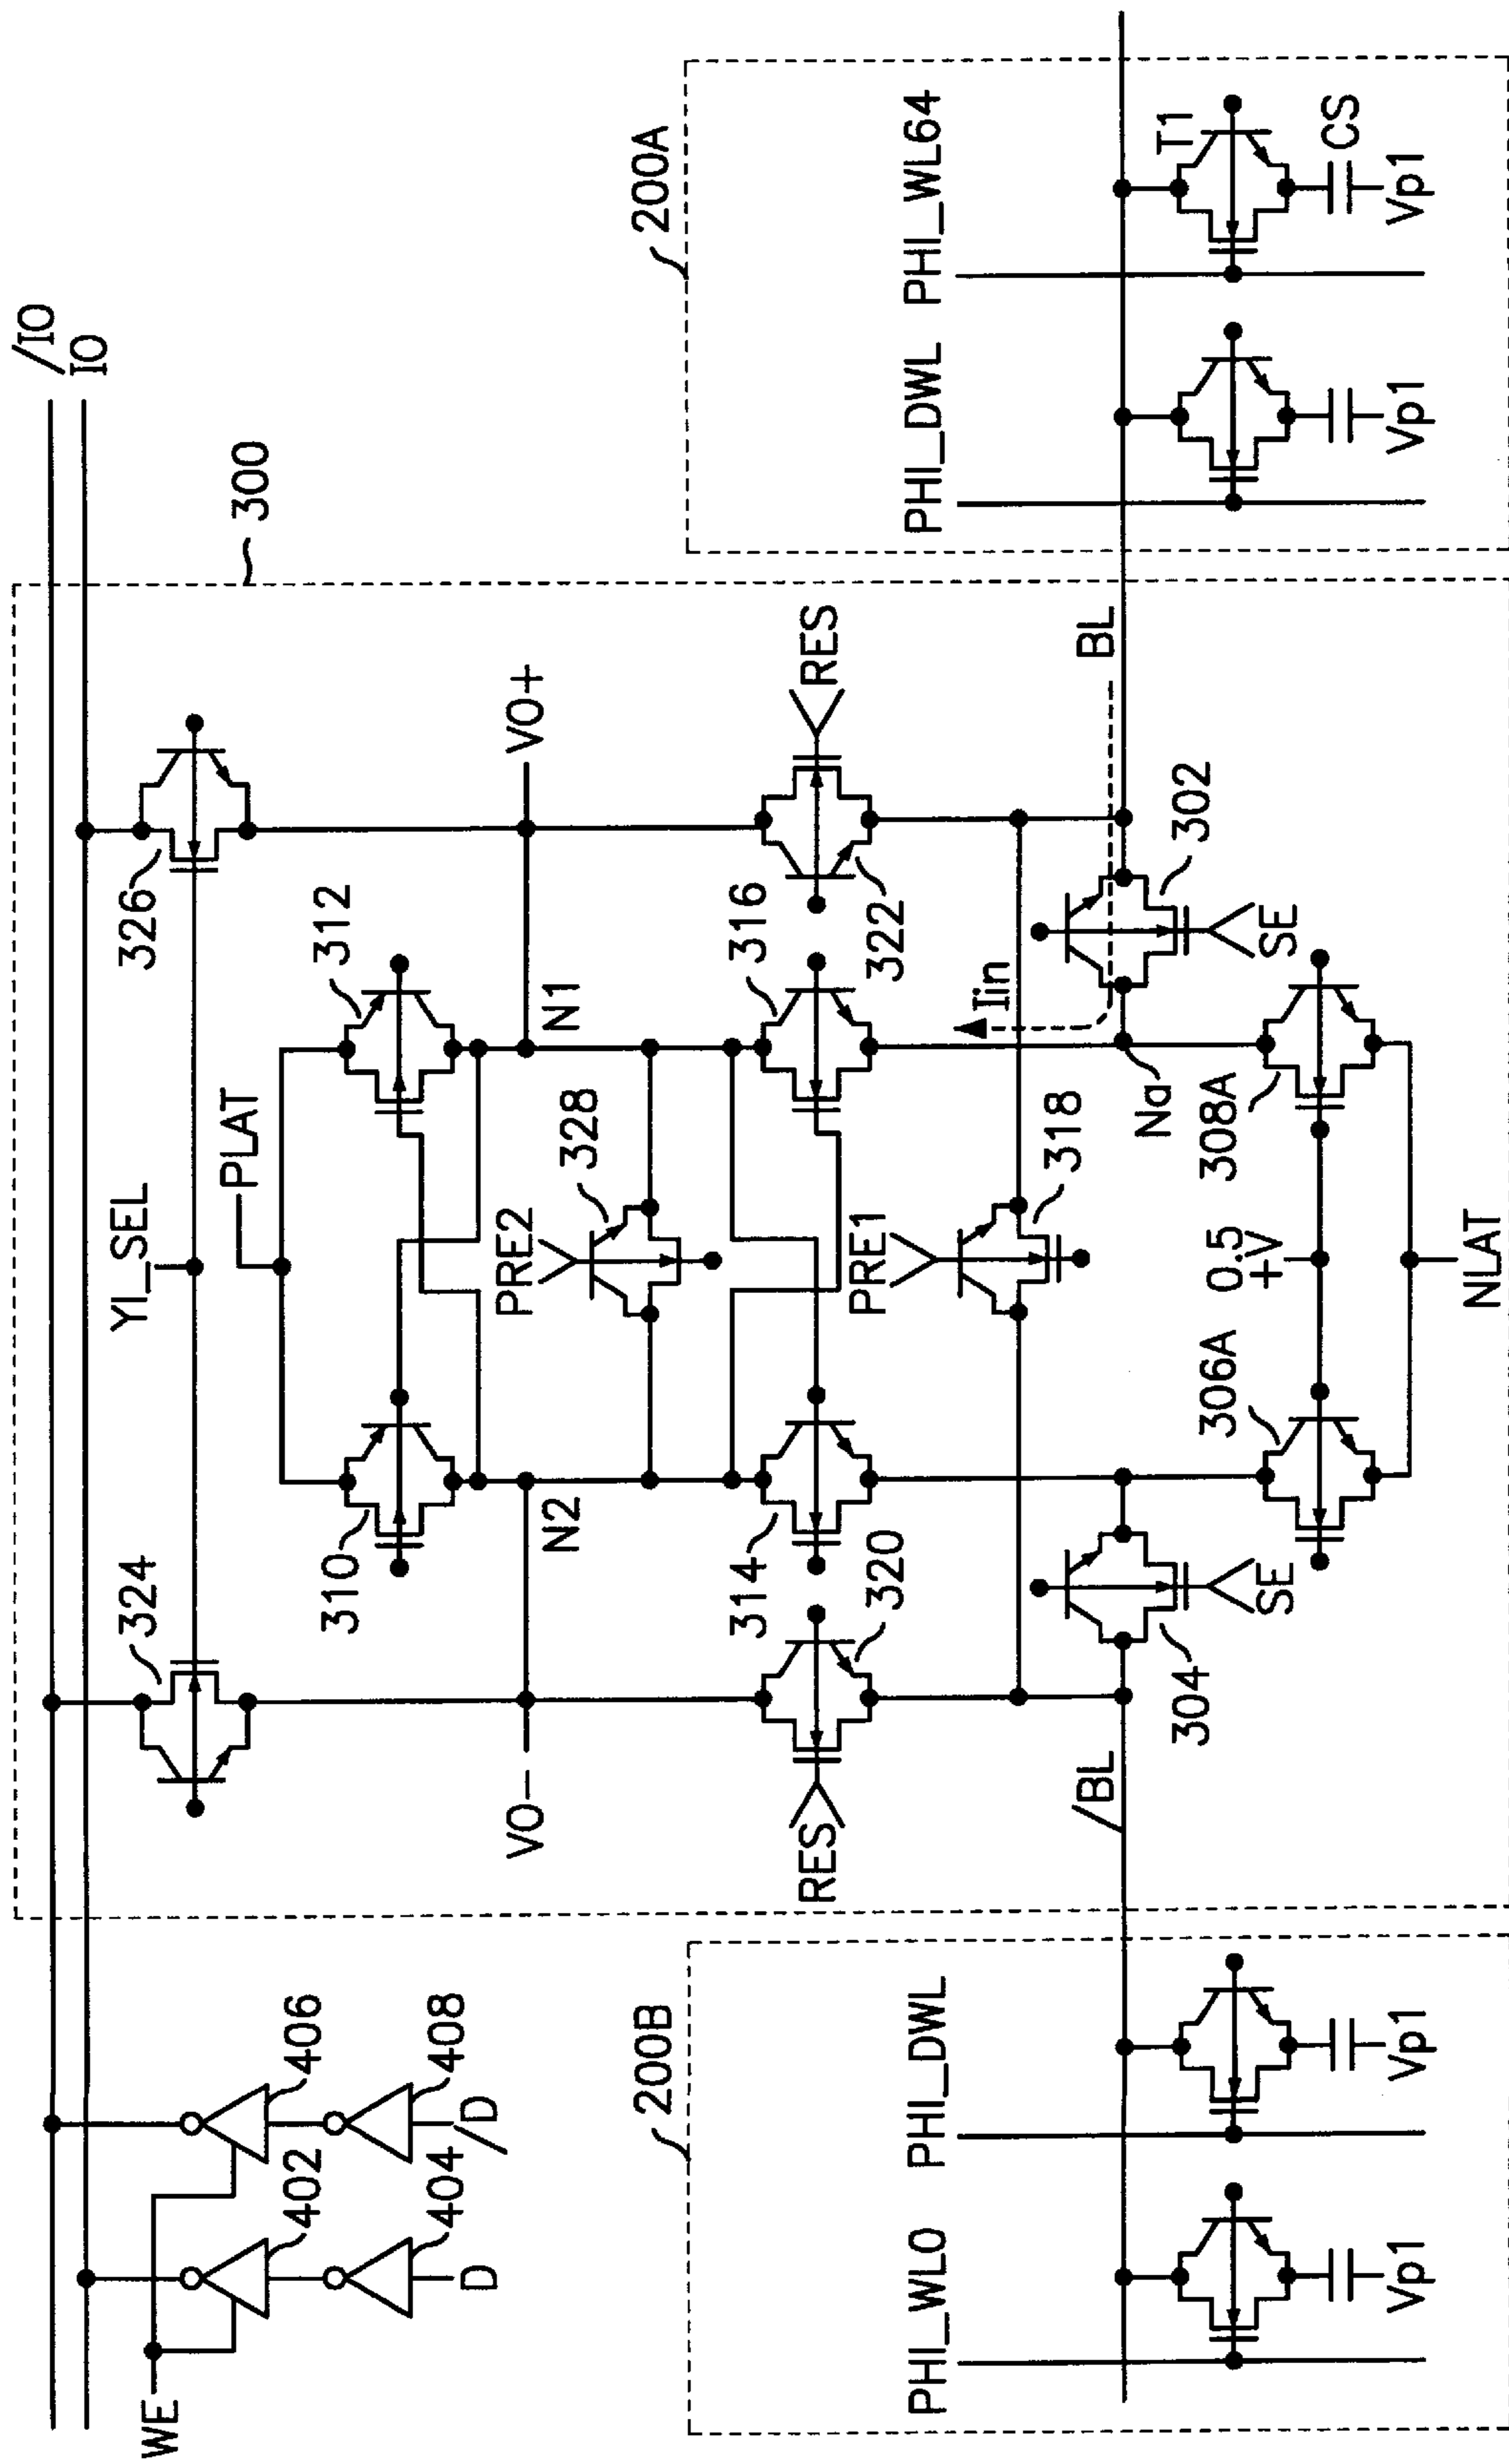 /IO
IO
WE
402
404
D
406
408
/D
300
YI_SEL
324
326
PLAT
310
312
N2
N1
VO–
VO+
PRE2
328
314
316
RES
320
RES
322
PRE1
318
Iin
/BL
BL
304
SE
302
SE
Na
306A
308A
0.5
+V
NLAT
200B
PHI_WL0
PHI_DWL
Vp1
Vp1
200A
PHI_DWL
PHI_WL64
T1
CS
Vp1
Vp1